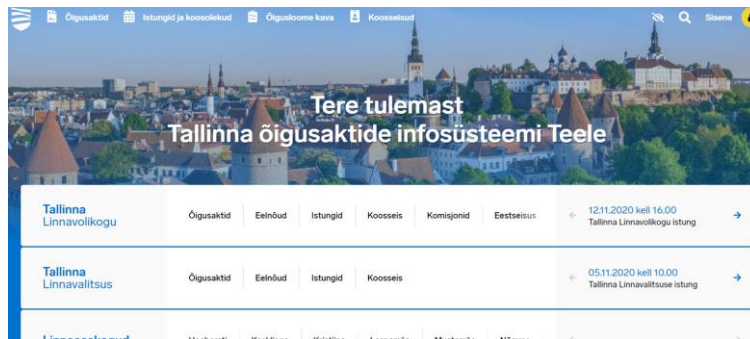 Õigusaktid Istungid ja koosolekud Õigusloome kava Koosseisud Sisene
Tere tulemast
Tallinna õigusaktide infosüsteemi Teele
Tallinna
Linnavolikogu
Õigusaktid Eelnõud Istungid Koosseis Komisjonid Eestseisus
12.11.2020 kell 16.00
Tallinna Linnavolikogu istung
Tallinna
Linnavalitsus
Õigusaktid Eelnõud Istungid Koosseis
05.11.2020 kell 10.00
Tallinna Linnavalitsuse istung